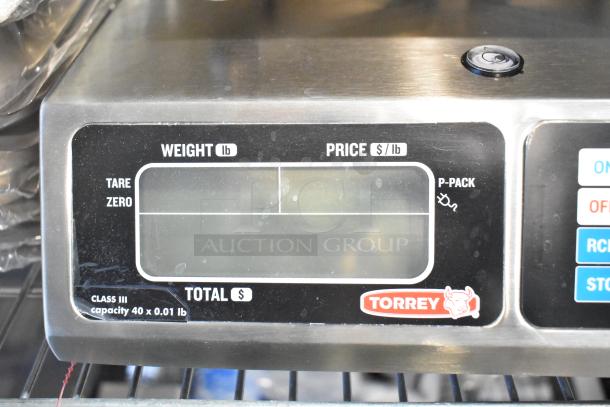 WEIGHT lb PRICE $/lb
TARE P-PACK
ZERO
AUCTION GROUP
TOTAL $
CLASS III
capacity 40 x 0.01 lb
TORREY
ON
OF
RCL
STO